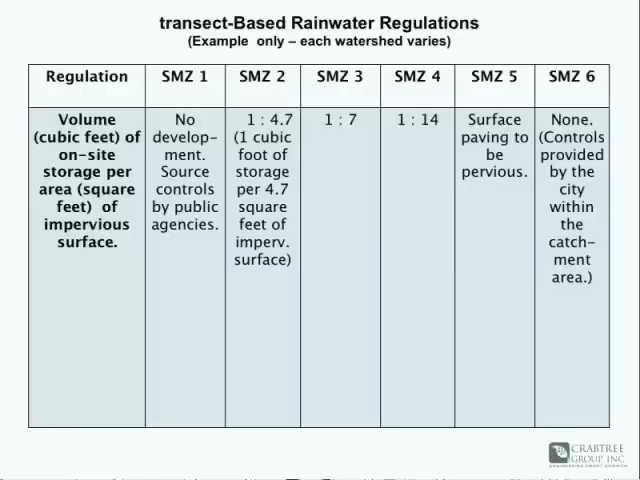 transect-Based Rainwater Regulations
(Example only – each watershed varies)
Regulation SMZ 1 SMZ 2 SMZ 3 SMZ 4 SMZ 5 SMZ 6
Volume
(cubic feet) of
on-site
storage per
area (square
feet) of
impervious
surface.
No
develop-
ment.
Source
controls
by public
agencies.
1 : 4.7
(1 cubic
foot of
storage
per 4.7
square
feet of
imperv.
surface)
1 : 7
1 : 14
Surface
paving to
be
pervious.
None.
(Controls
provided
by the
city
within
the
catch-
ment
area.)
CRABTREE
GROUP, INC
ENGINEERING SMART GROWTH